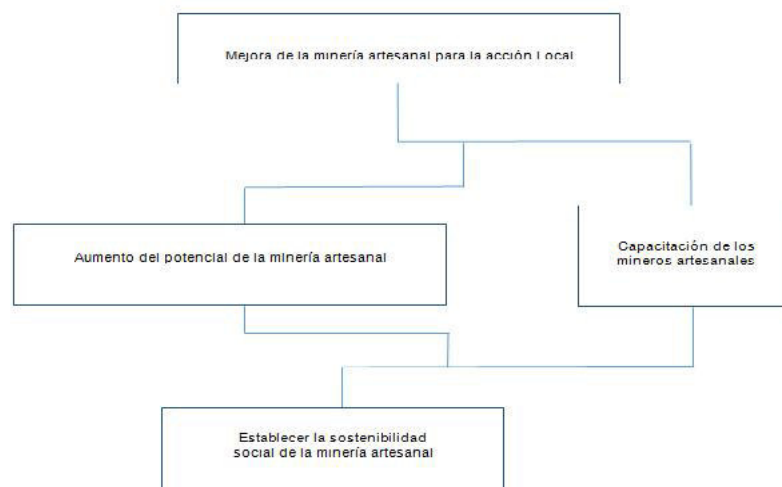 Mejora de la minería artesanal para la acción Local
Aumento del potencial de la minería artesanal
Capacitación de los
mineros artesanales
Establecer la sostenibilidad
social de la minería artesanal